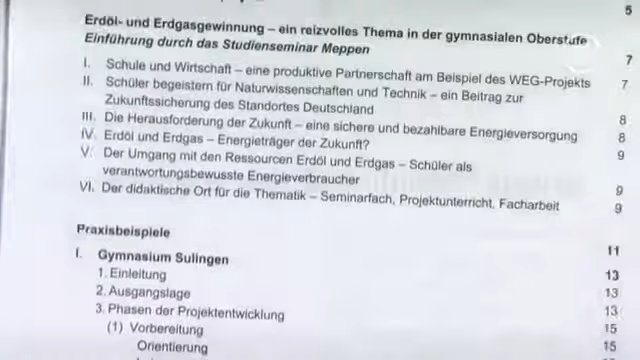 5
Erdöl- und Erdgasgewinnung – ein reizvolles Thema in der gymnasialen Oberstufe
Einführung durch das Studienseminar Meppen 7
I. Schule und Wirtschaft – eine produktive Partnerschaft am Beispiel des WEG-Projekts 7
II. Schüler begeistern für Naturwissenschaften und Technik – ein Beitrag zur
Zukunftssicherung des Standortes Deutschland 8
III. Die Herausforderung der Zukunft – eine sichere und bezahlbare Energieversorgung 8
IV. Erdöl und Erdgas – Energieträger der Zukunft? 9
V. Der Umgang mit den Ressourcen Erdöl und Erdgas – Schüler als
verantwortungsbewusste Energieverbraucher 9
VI. Der didaktische Ort für die Thematik – Seminarfach, Projektunterricht, Facharbeit 9
Praxisbeispiele 11
I. Gymnasium Sulingen 13
1. Einleitung 13
2. Ausgangslage 13
3. Phasen der Projektentwicklung 15
(1) Vorbereitung 15
Orientierung